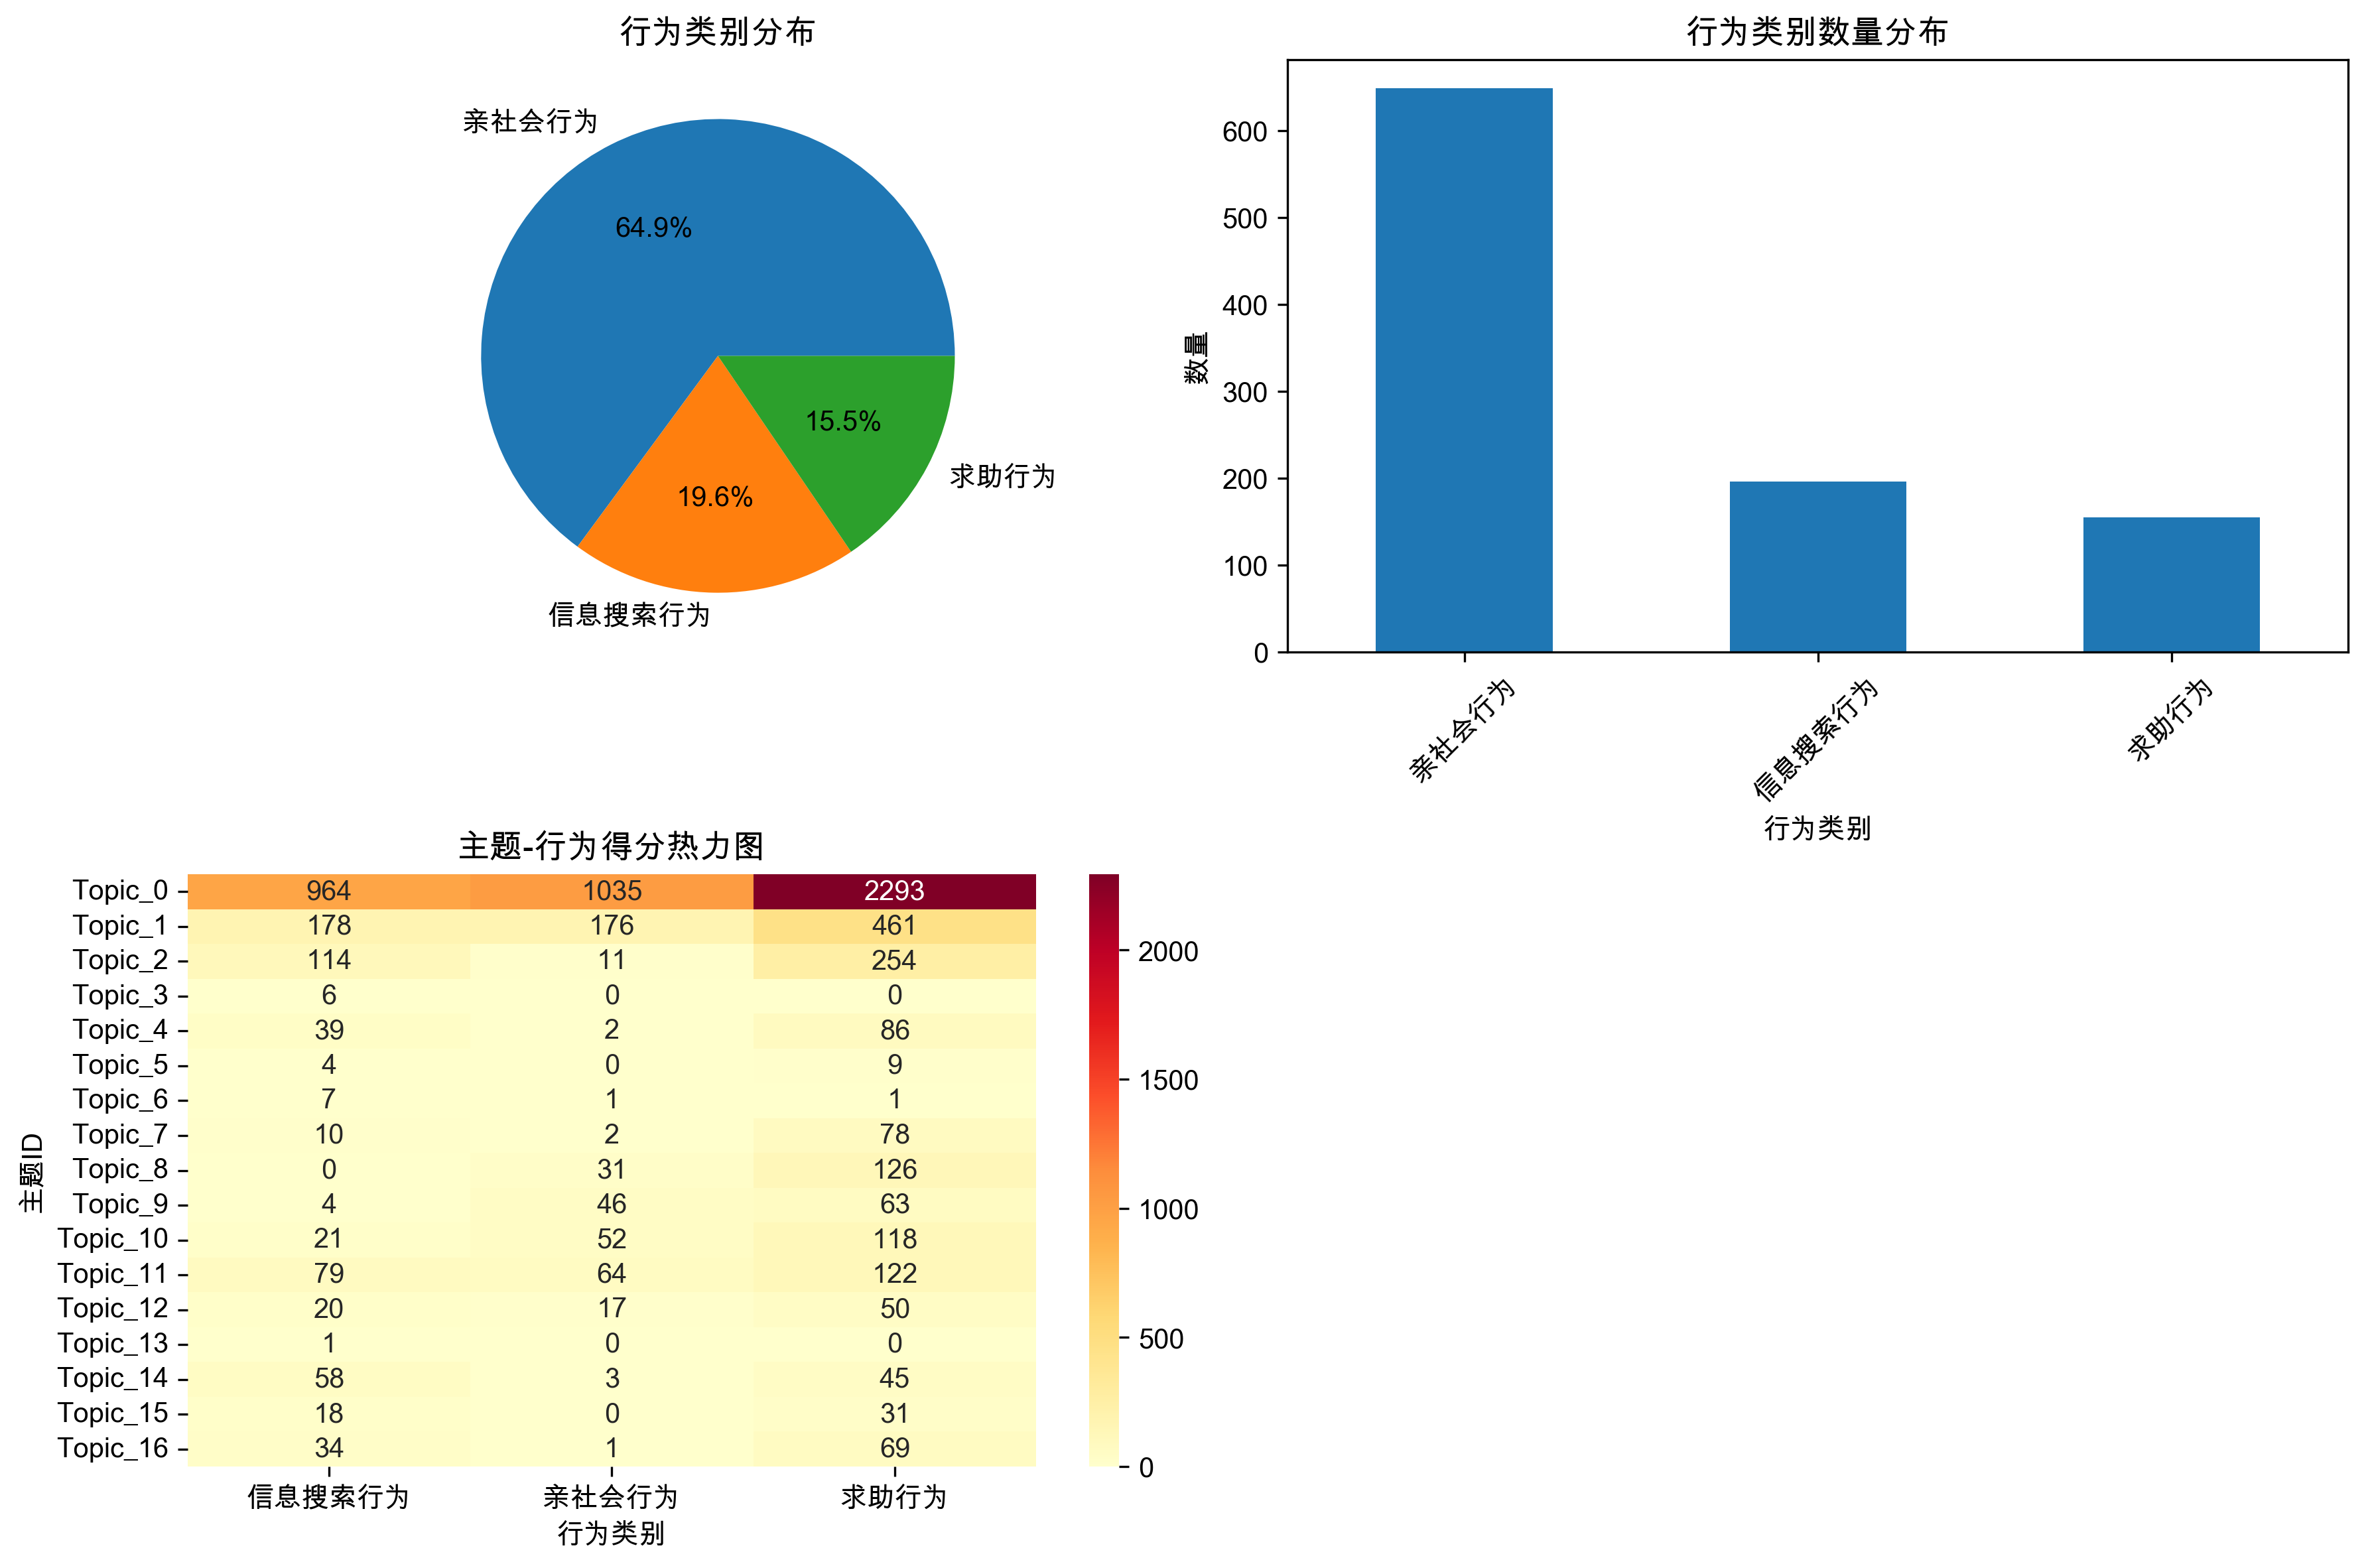 行为类别分布
亲社会行为
64.9%
19.6%
15.5%
信息搜索行为
求助行为
行为类别数量分布
数量
600
500
400
300
200
100
0
亲社会行为
信息搜索行为
求助行为
行为类别
主题-行为得分热力图
主题ID
Topic_0 964 1035 2293
Topic_1 178 176 461
Topic_2 114 11 254
Topic_3 6 0 0
Topic_4 39 2 86
Topic_5 4 0 9
Topic_6 7 1 1
Topic_7 10 2 78
Topic_8 0 31 126
Topic_9 4 46 63
Topic_10 21 52 118
Topic_11 79 64 122
Topic_12 20 17 50
Topic_13 1 0 0
Topic_14 58 3 45
Topic_15 18 0 31
Topic_16 34 1 69
信息搜索行为 亲社会行为 求助行为
行为类别
2000
1500
1000
500
0